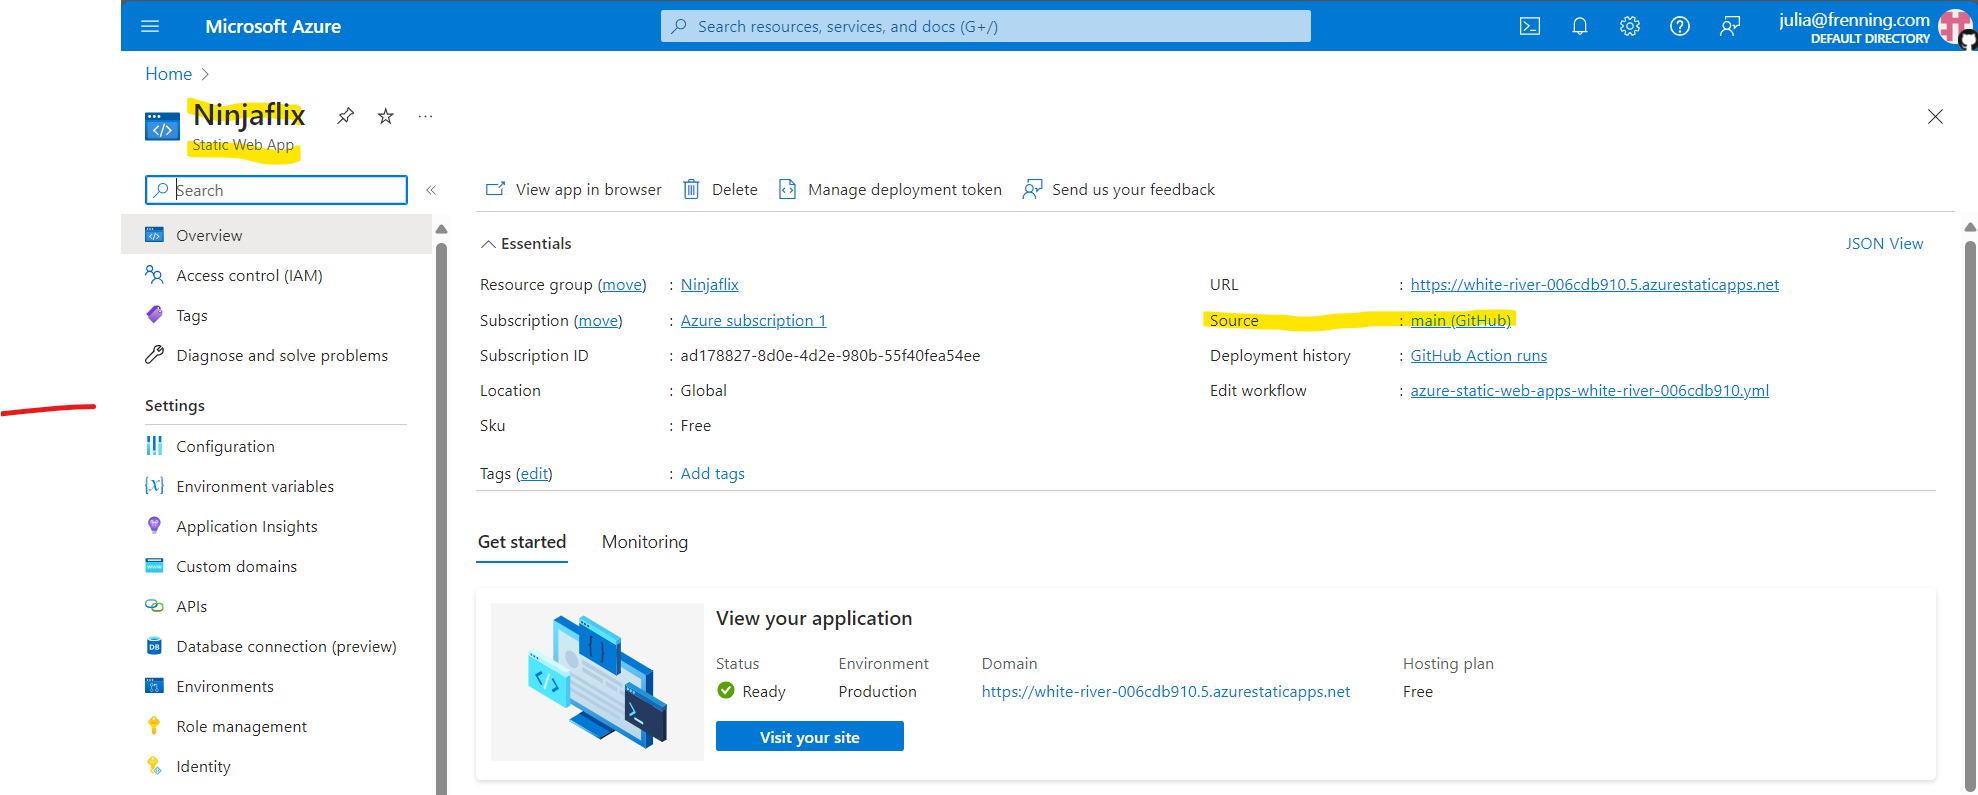 Microsoft Azure
Search resources, services, and docs (G+/)
julia@frenning.com
DEFAULT DIRECTORY
Home
Ninjaflix
Static Web App
Search
View app in browser
Delete
Manage deployment token
Send us your feedback
Overview
Access control (IAM)
Tags
Diagnose and solve problems
Settings
Configuration
Environment variables
Application Insights
Custom domains
APIs
Database connection (preview)
Environments
Role management
Identity
Essentials
JSON View
Resource group (move) : Ninjaflix
Subscription (move) : Azure subscription 1
Subscription ID : ad178827-8d0e-4d2e-980b-55f40fea54ee
Location : Global
Sku : Free
Tags (edit) : Add tags
URL : https://white-river-006cdb910.5.azurestaticapps.net
Source : main (GitHub)
Deployment history : GitHub Action runs
Edit workflow : azure-static-web-apps-white-river-006cdb910.yml
Get started
Monitoring
View your application
Status
Ready
Environment
Production
Domain
https://white-river-006cdb910.5.azurestaticapps.net
Hosting plan
Free
Visit your site